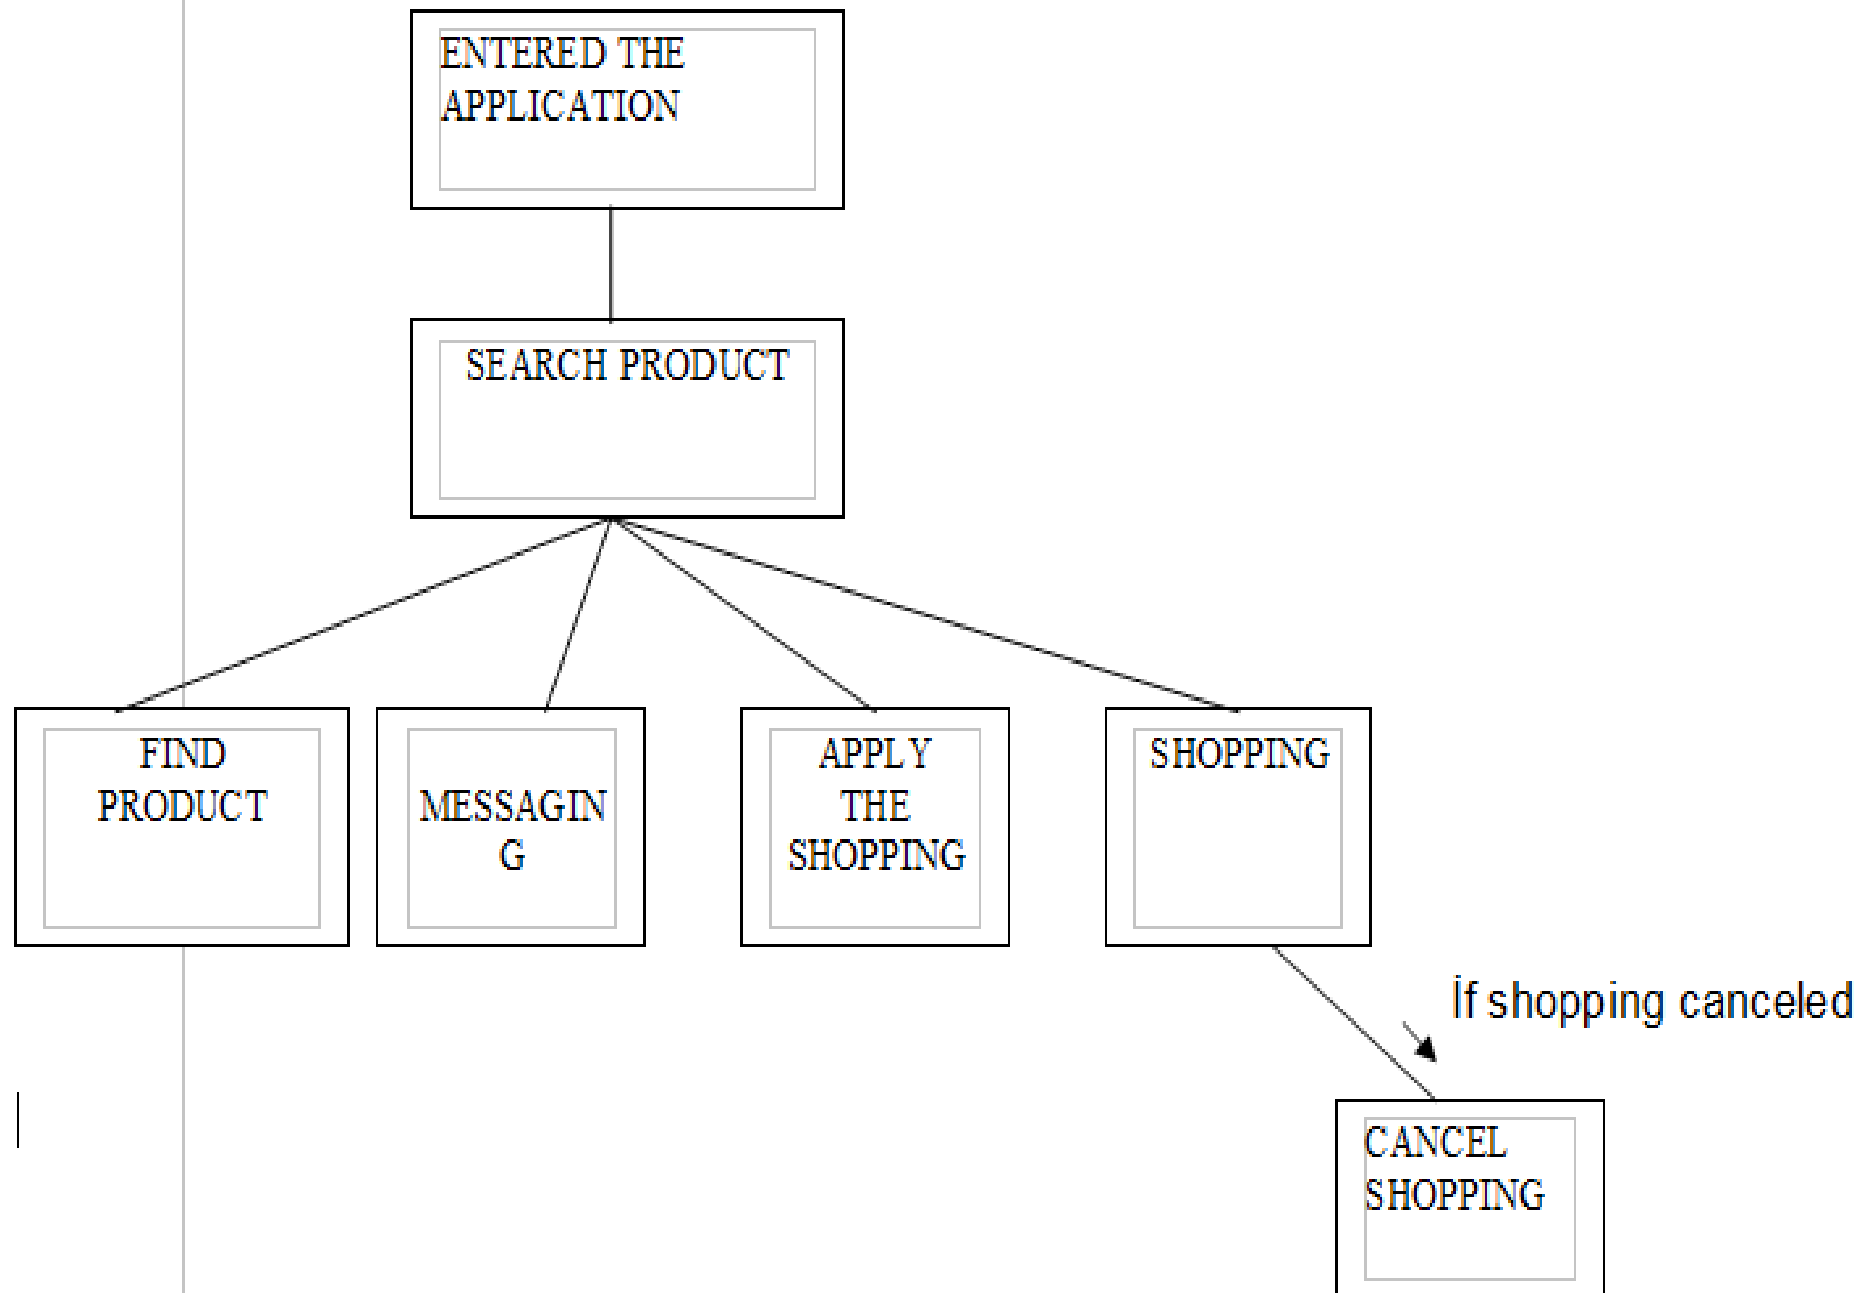 ENTERED THE
APPLICATION
SEARCH PRODUCT
FIND
PRODUCT
MESSAGIN
G
APPLY
THE
SHOPPING
SHOPPING
İf shopping canceled
CANCEL
SHOPPING